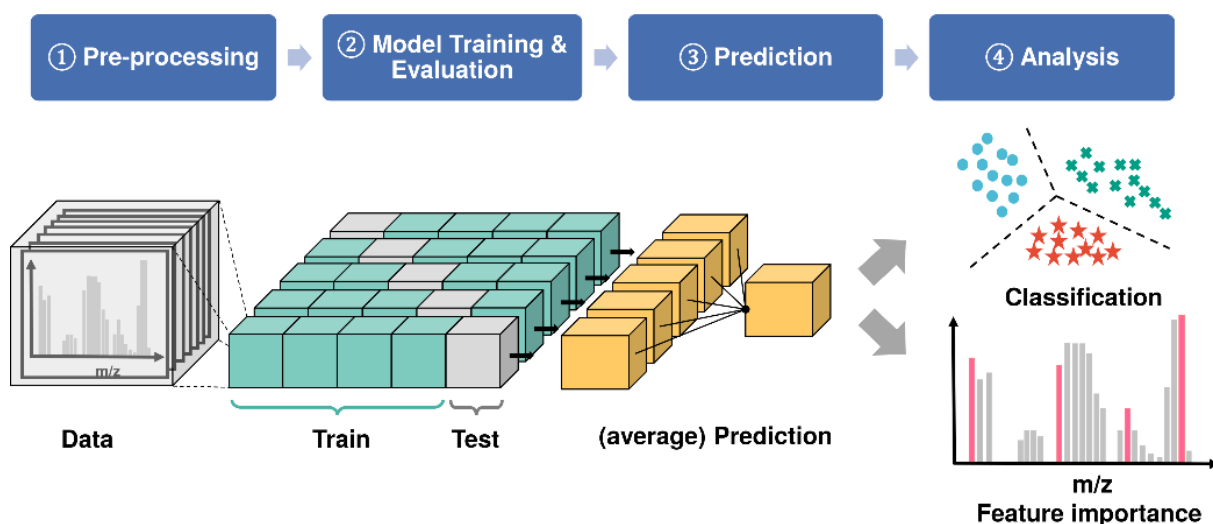 ① Pre-processing
② Model Training &
Evaluation
③ Prediction
④ Analysis
m/z
Data
Train
Test
(average) Prediction
Classification
m/z
Feature importance